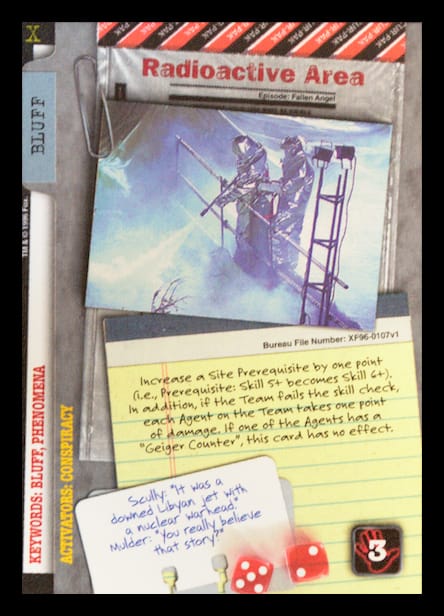 X
BLUFF
TM & © 1996 Fox.
KEYWORDS: BLUFF, PHENOMENA
ACTIVATORS: CONSPIRACY
Radioactive Area
Episode: Fallen Angel
Bureau File Number: XF96-0107v1
Increase a Site Prerequisite by one point
(i.e., Prerequisite: Skill 5+ becomes Skill 6+).
In addition, if the Team fails the skill check,
each Agent on the Team takes one point
of damage. If one of the Agents has a
"Geiger Counter", this card has no effect.
Scully: "It was a
downed Libyan jet with
a nuclear warhead."
Mulder: "You really believe
that story?"
3